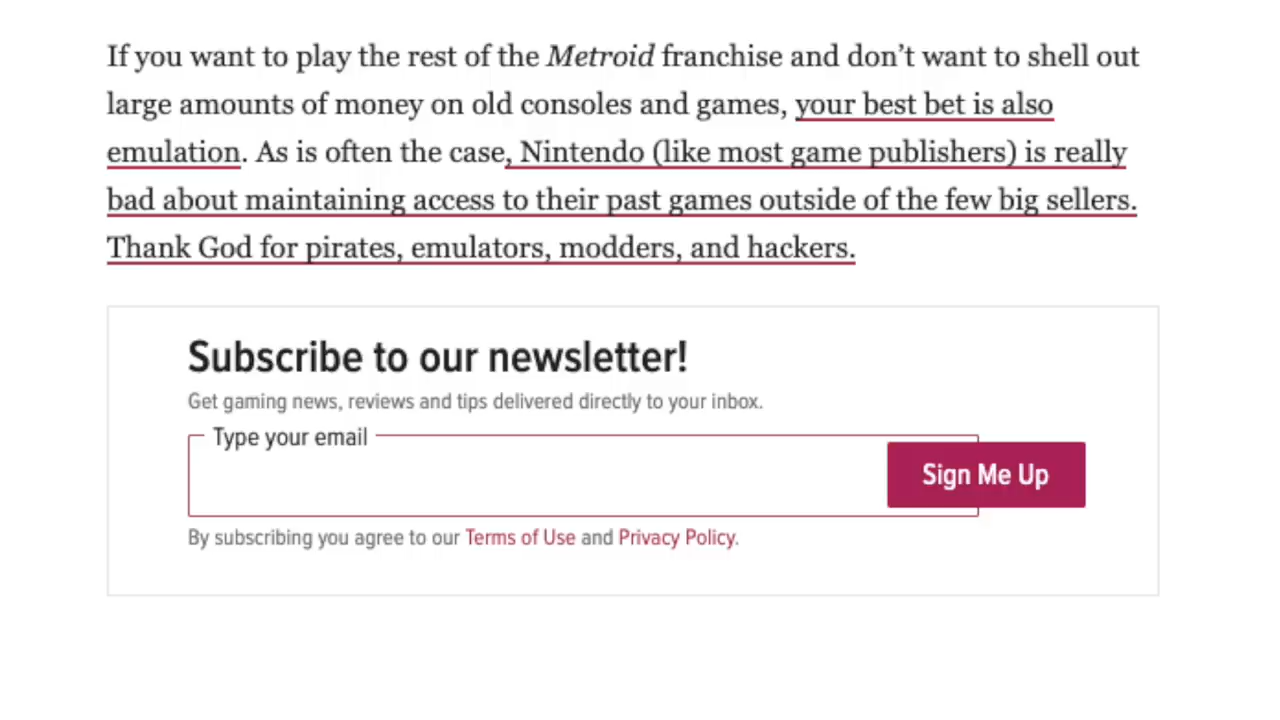 If you want to play the rest of the Metroid franchise and don’t want to shell out
large amounts of money on old consoles and games, your best bet is also
emulation. As is often the case, Nintendo (like most game publishers) is really
bad about maintaining access to their past games outside of the few big sellers.
Thank God for pirates, emulators, modders, and hackers.
Subscribe to our newsletter!
Get gaming news, reviews and tips delivered directly to your inbox.
Type your email
Sign Me Up
By subscribing you agree to our Terms of Use and Privacy Policy.